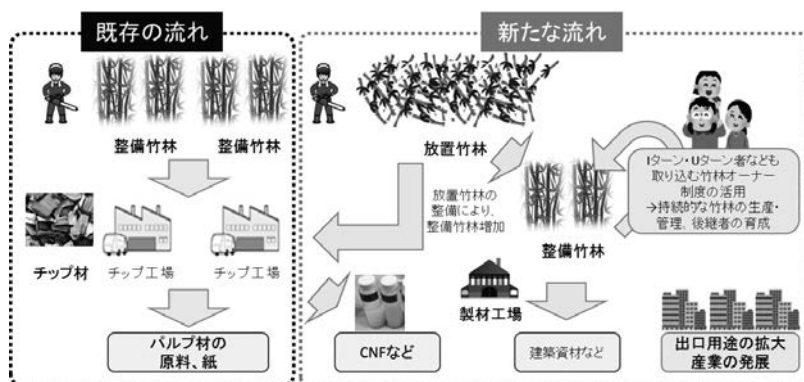 既存の流れ
整備竹林
整備竹林
チップ材
チップ工場
チップ工場
パルプ材の
原料、紙
新たな流れ
放置竹林
放置竹林の
整備により、
整備竹林増加
整備竹林
Iターン・Uターン者なども
取り込む竹林オーナー
制度の活用
→持続的な竹林の生産・
管理、後継者の育成
CNFなど
製材工場
建築資材など
出口用途の拡大
産業の発展